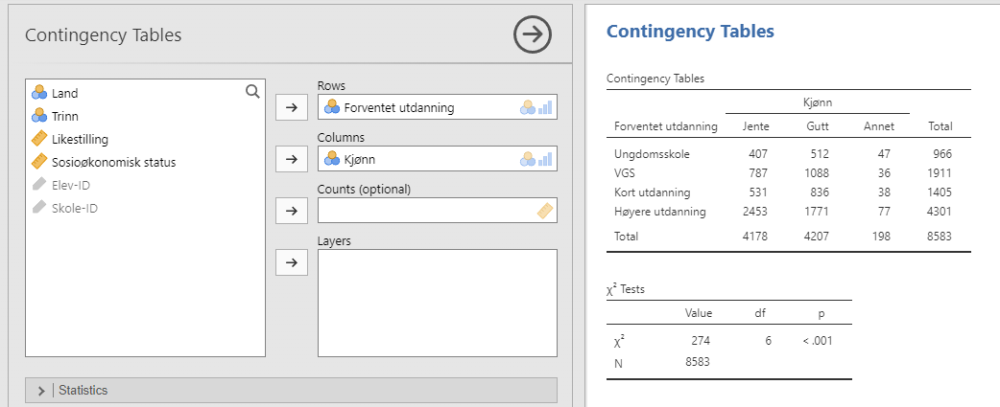 Contingency Tables
Land
Trinn
Likestilling
Sosioøkonomisk status
Elev-ID
Skole-ID
Rows
Forventet utdanning
Columns
Kjønn
Counts (optional)
Layers
Statistics
Contingency Tables
Contingency Tables
Kjønn
Forventet utdanning Jente Gutt Annet Total
Ungdomsskole 407 512 47 966
VGS 787 1088 36 1911
Kort utdanning 531 836 38 1405
Høyere utdanning 2453 1771 77 4301
Total 4178 4207 198 8583
χ² Tests
Value df p
χ² 274 6 < .001
N 8583